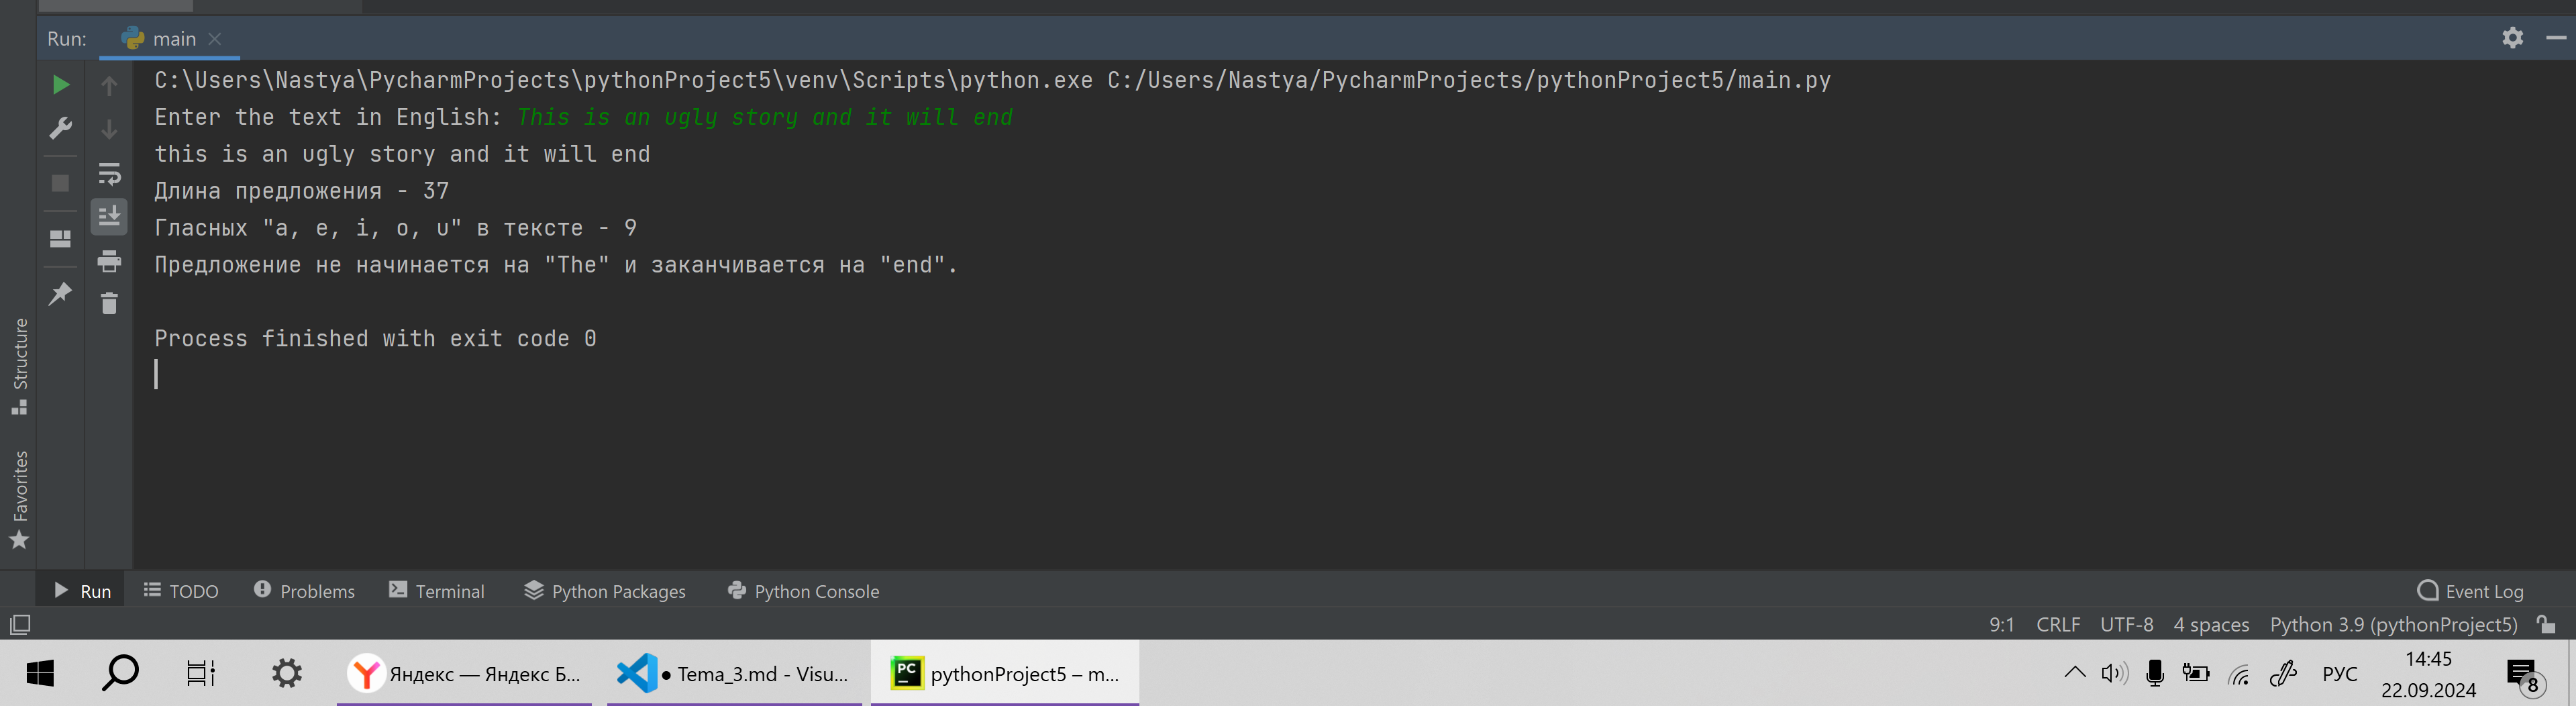 Run: main
C:\Users\Nastya\PycharmProjects\pythonProject5\venv\Scripts\python.exe C:/Users/Nastya/PycharmProjects/pythonProject5/main.py
Enter the text in English: This is an ugly story and it will end
this is an ugly story and it will end
Длина предложения - 37
Гласных "a, e, i, o, u" в тексте - 9
Предложение не начинается на "The" и заканчивается на "end".
Process finished with exit code 0
Structure
Favorites
Run TODO Problems Terminal Python Packages Python Console Event Log
9:1 CRLF UTF-8 4 spaces Python 3.9 (pythonProject5)
Яндекс — Яндекс Б... ● Tema_3.md - Visu... PC pythonProject5 – m... РУС 14:45
22.09.2024 8